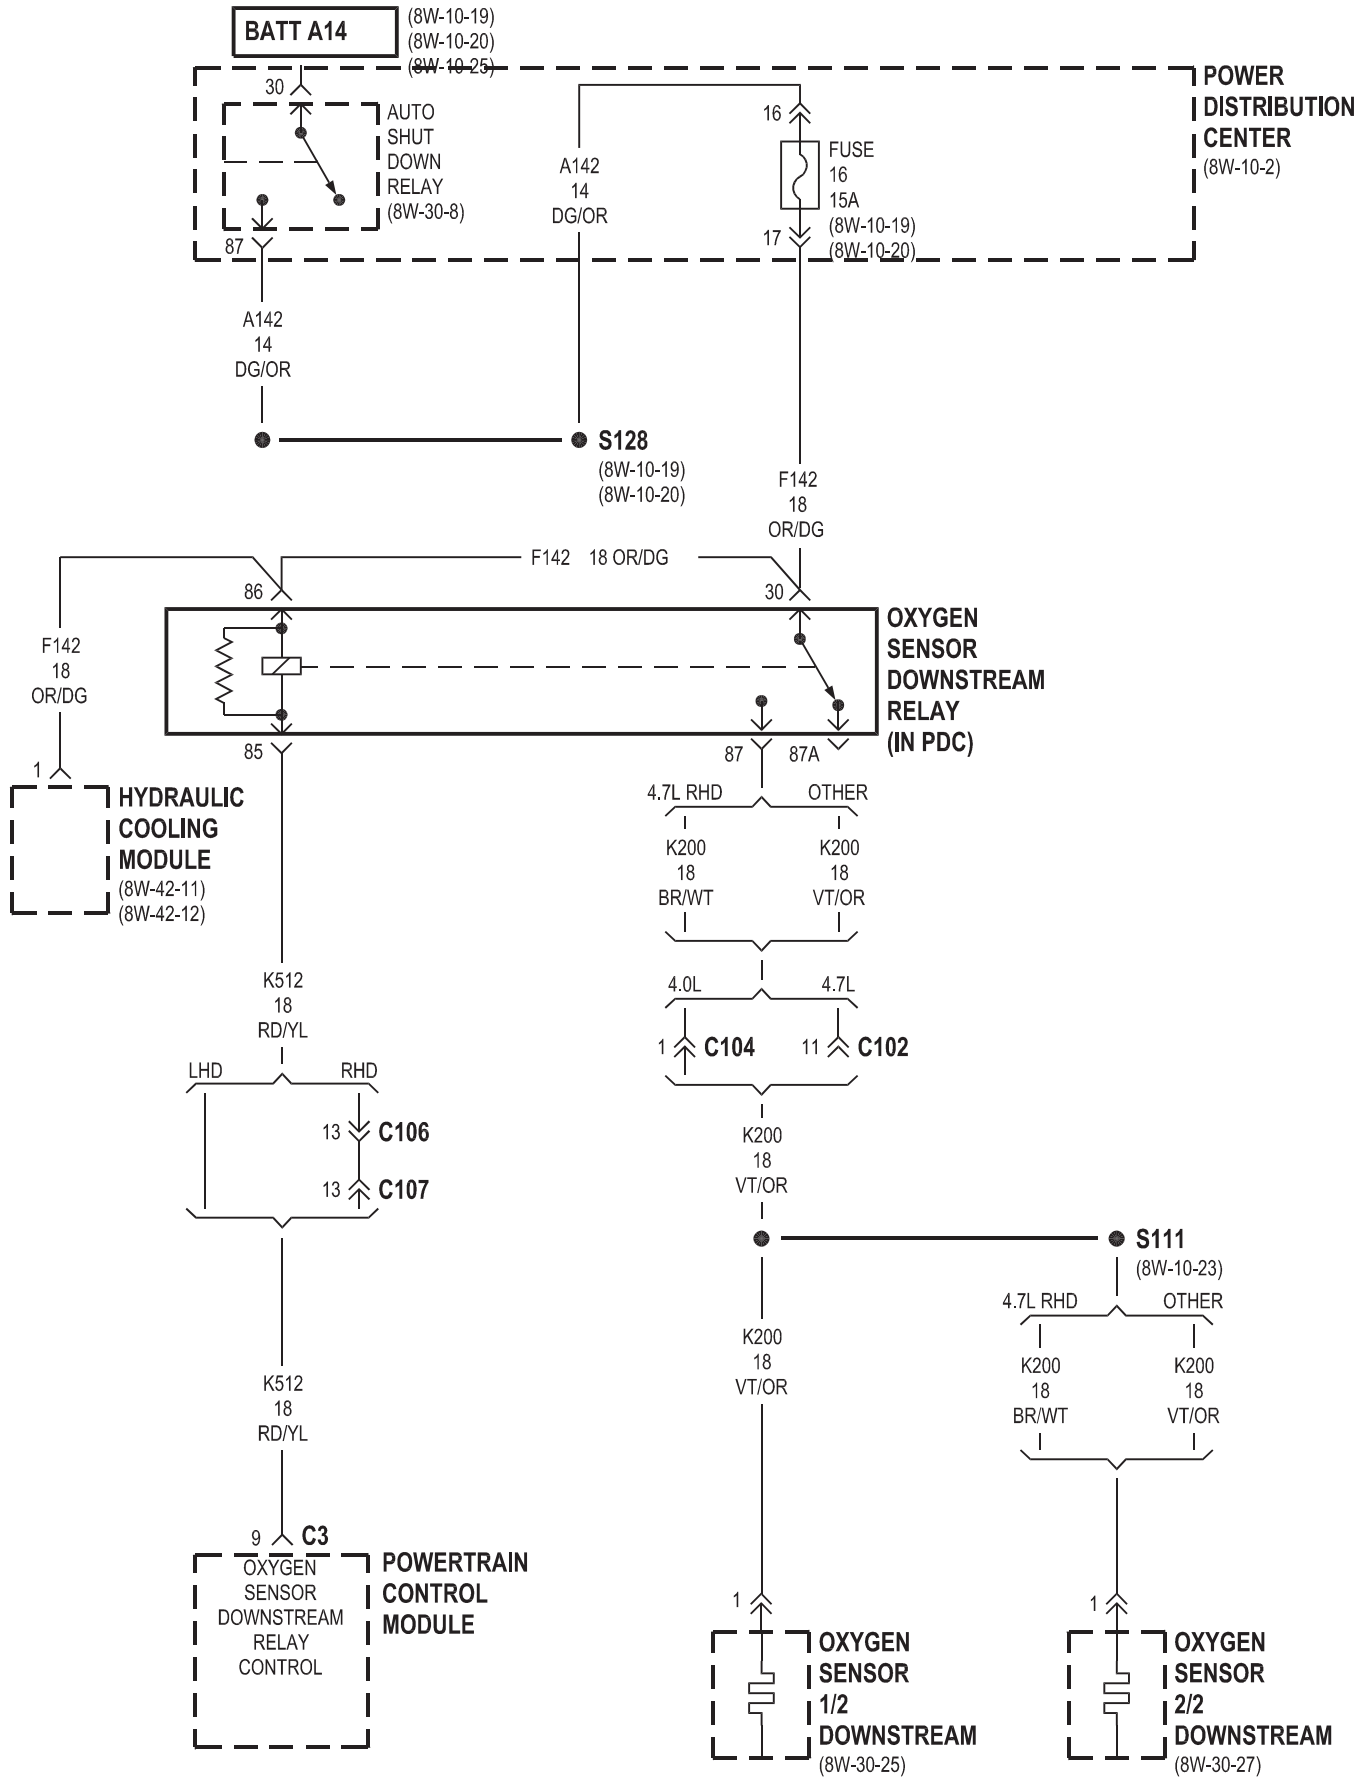 BATT A14
(8W-10-19)
(8W-10-20)
(8W-10-25)
30
AUTO
SHUT
DOWN
RELAY
(8W-30-8)
87
A142
14
DG/OR
16
FUSE
16
15A
(8W-10-19)
(8W-10-20)
17
POWER
DISTRIBUTION
CENTER
(8W-10-2)
A142
14
DG/OR
S128
(8W-10-19)
(8W-10-20)
F142
18
OR/DG
F142 18 OR/DG
86
30
F142
18
OR/DG
OXYGEN
SENSOR
DOWNSTREAM
RELAY
(IN PDC)
85
87
87A
1
HYDRAULIC
COOLING
MODULE
(8W-42-11)
(8W-42-12)
4.7L RHD
OTHER
K200
18
BR/WT
K200
18
VT/OR
K512
18
RD/YL
4.0L
4.7L
1
C104
11
C102
LHD
RHD
13
C106
13
C107
K200
18
VT/OR
S111
(8W-10-23)
4.7L RHD
OTHER
K200
18
VT/OR
K200
18
BR/WT
K200
18
VT/OR
K512
18
RD/YL
9
C3
OXYGEN
SENSOR
DOWNSTREAM
RELAY
CONTROL
POWERTRAIN
CONTROL
MODULE
1
OXYGEN
SENSOR
1/2
DOWNSTREAM
(8W-30-25)
1
OXYGEN
SENSOR
2/2
DOWNSTREAM
(8W-30-27)